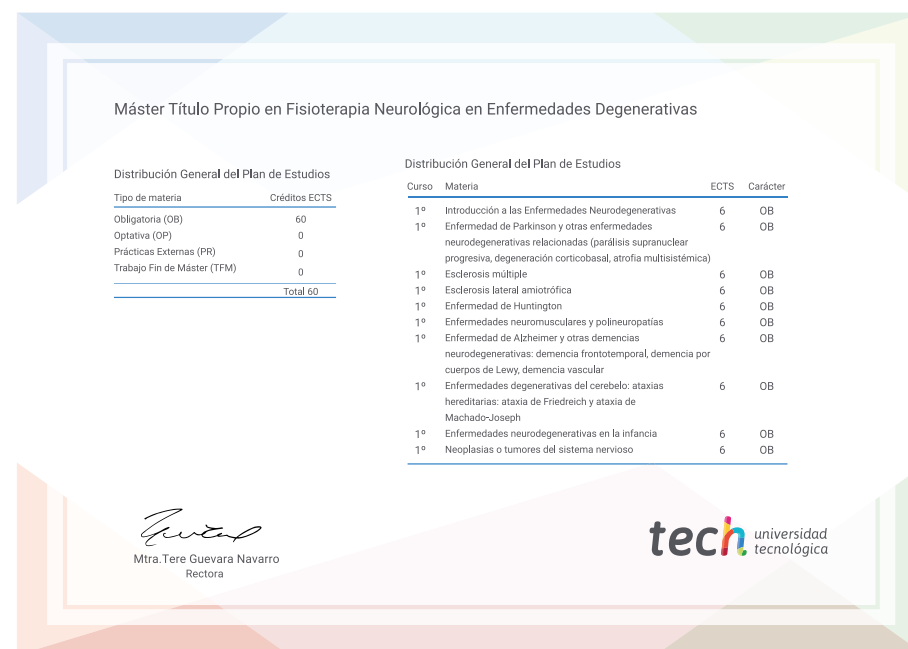 Máster Título Propio en Fisioterapia Neurológica en Enfermedades Degenerativas
Distribución General del Plan de Estudios
Tipo de materia Créditos ECTS
Obligatoria (OB) 60
Optativa (OP) 0
Prácticas Externas (PR) 0
Trabajo Fin de Máster (TFM) 0
Total 60
Distribución General del Plan de Estudios
Curso Materia ECTS Carácter
1º Introducción a las Enfermedades Neurodegenerativas 6 OB
1º Enfermedad de Parkinson y otras enfermedades 6 OB
neurodegenerativas relacionadas (parálisis supranuclear
progresiva, degeneración corticobasal, atrofia multisistémica)
1º Esclerosis múltiple 6 OB
1º Esclerosis lateral amiotrófica 6 OB
1º Enfermedad de Huntington 6 OB
1º Enfermedades neuromusculares y polineuropatías 6 OB
1º Enfermedad de Alzheimer y otras demencias 6 OB
neurodegenerativas: demencia frontotemporal, demencia por
cuerpos de Lewy, demencia vascular
1º Enfermedades degenerativas del cerebelo: ataxias 6 OB
hereditarias: ataxia de Friedreich y ataxia de
Machado-Joseph
1º Enfermedades neurodegenerativas en la infancia 6 OB
1º Neoplasias o tumores del sistema nervioso 6 OB
Mtra.Tere Guevara Navarro
Rectora
tech universidad
tecnológica